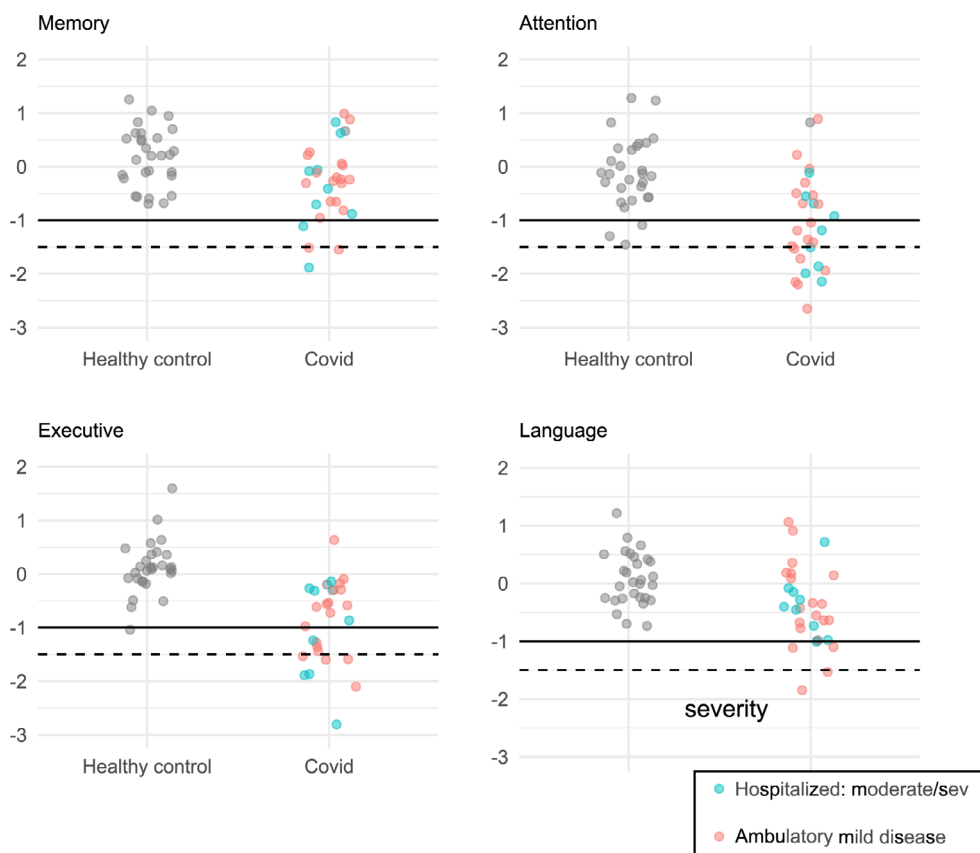 Memory
2
1
0
-1
-2
-3
Healthy control Covid
Attention
2
1
0
-1
-2
-3
Healthy control Covid
Executive
2
1
0
-1
-2
-3
Healthy control Covid
Language
2
1
0
-1
-2
-3
severity
Hospitalized: moderate/sev
Ambulatory mild disease